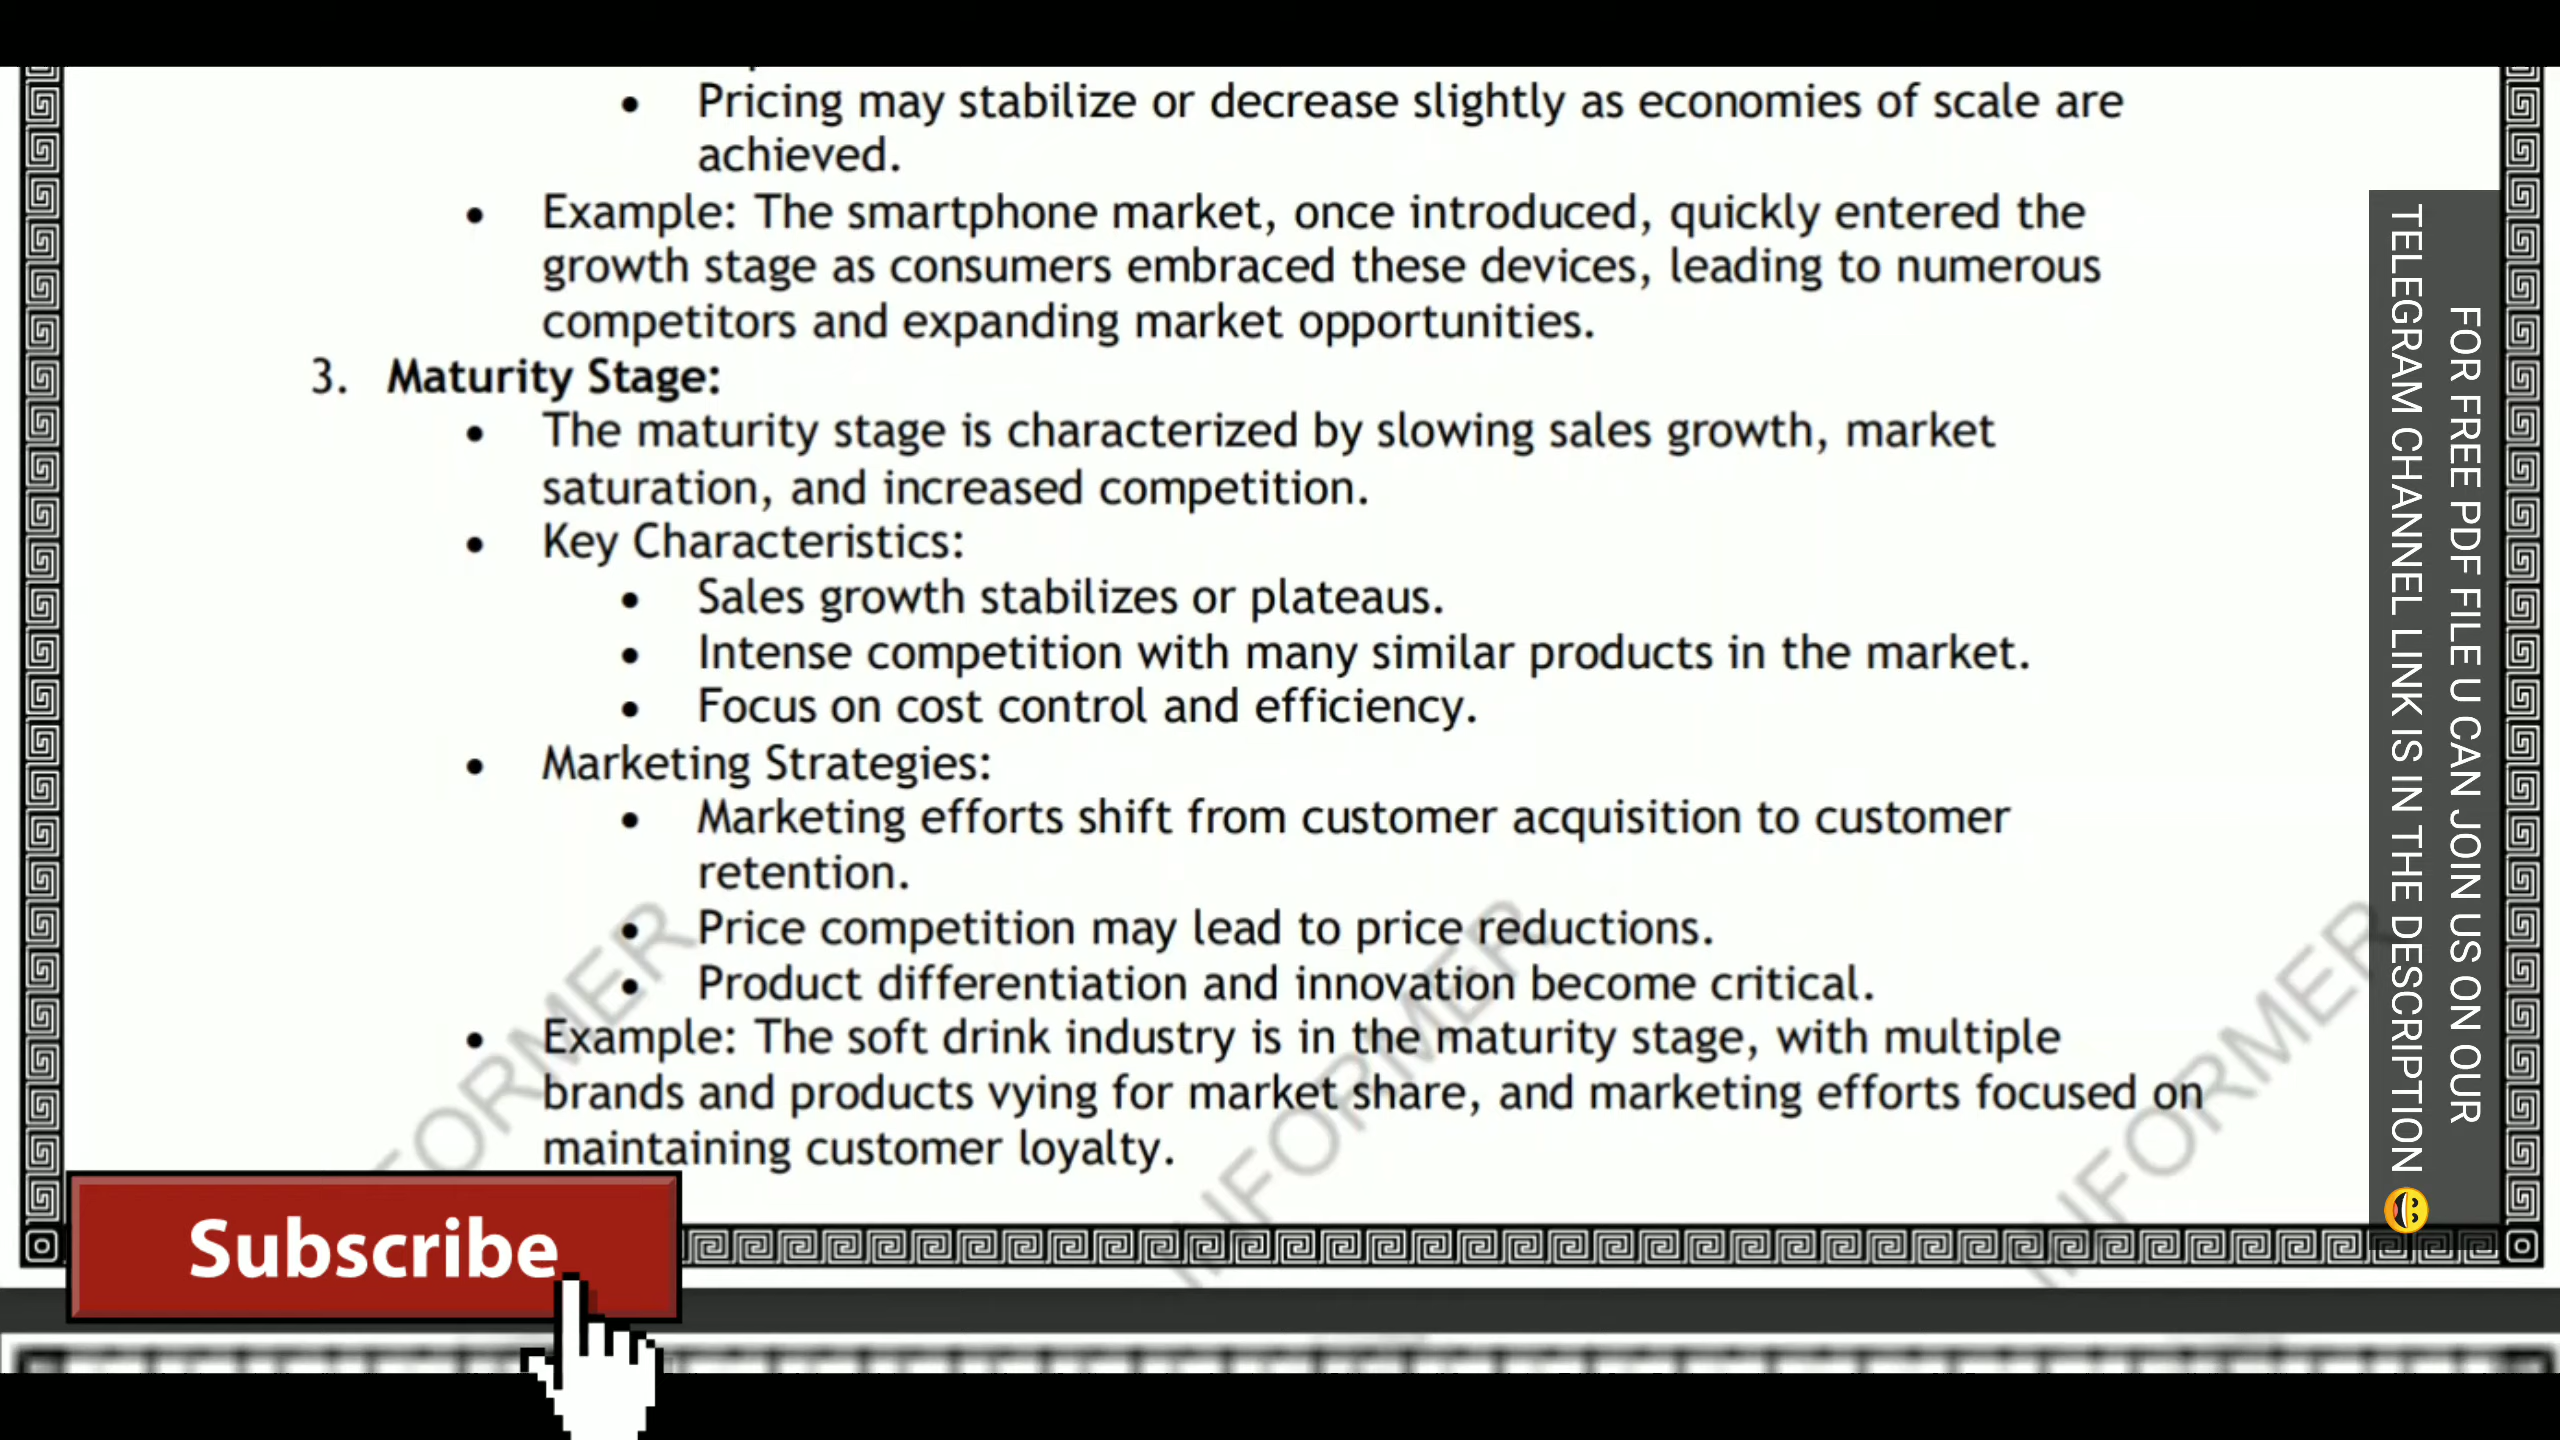 • Pricing may stabilize or decrease slightly as economies of scale are
achieved.
• Example: The smartphone market, once introduced, quickly entered the
growth stage as consumers embraced these devices, leading to numerous
competitors and expanding market opportunities.
3. Maturity Stage:
• The maturity stage is characterized by slowing sales growth, market
saturation, and increased competition.
• Key Characteristics:
• Sales growth stabilizes or plateaus.
• Intense competition with many similar products in the market.
• Focus on cost control and efficiency.
• Marketing Strategies:
• Marketing efforts shift from customer acquisition to customer
retention.
• Price competition may lead to price reductions.
• Product differentiation and innovation become critical.
• Example: The soft drink industry is in the maturity stage, with multiple
brands and products vying for market share, and marketing efforts focused on
maintaining customer loyalty.
FOR FREE PDF FILE U CAN JOIN US ON OUR
TELEGRAM CHANNEL LINK IS IN THE DESCRIPTION 😄
INFORMER
INFORMER
Subscribe